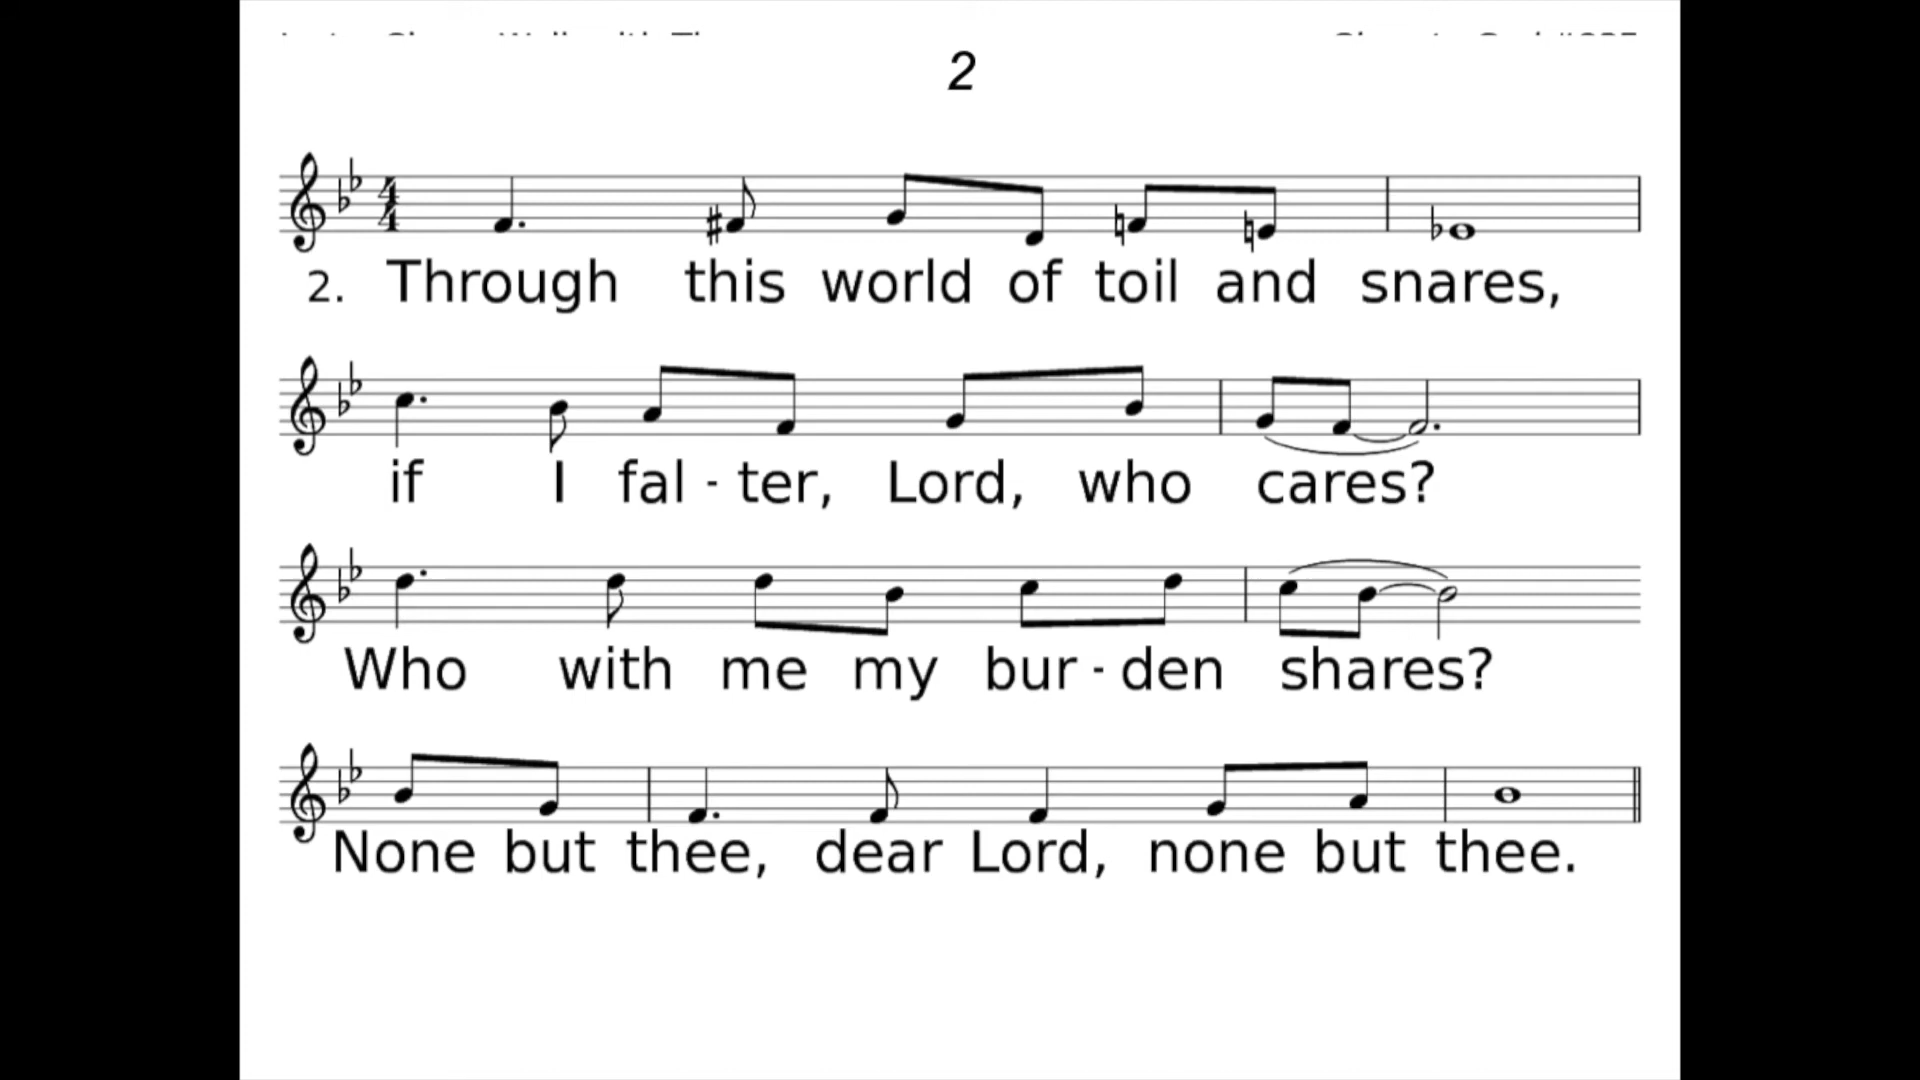 2
2. Through this world of toil and snares,
if I fal - ter, Lord, who cares?
Who with me my bur - den shares?
None but thee, dear Lord, none but thee.